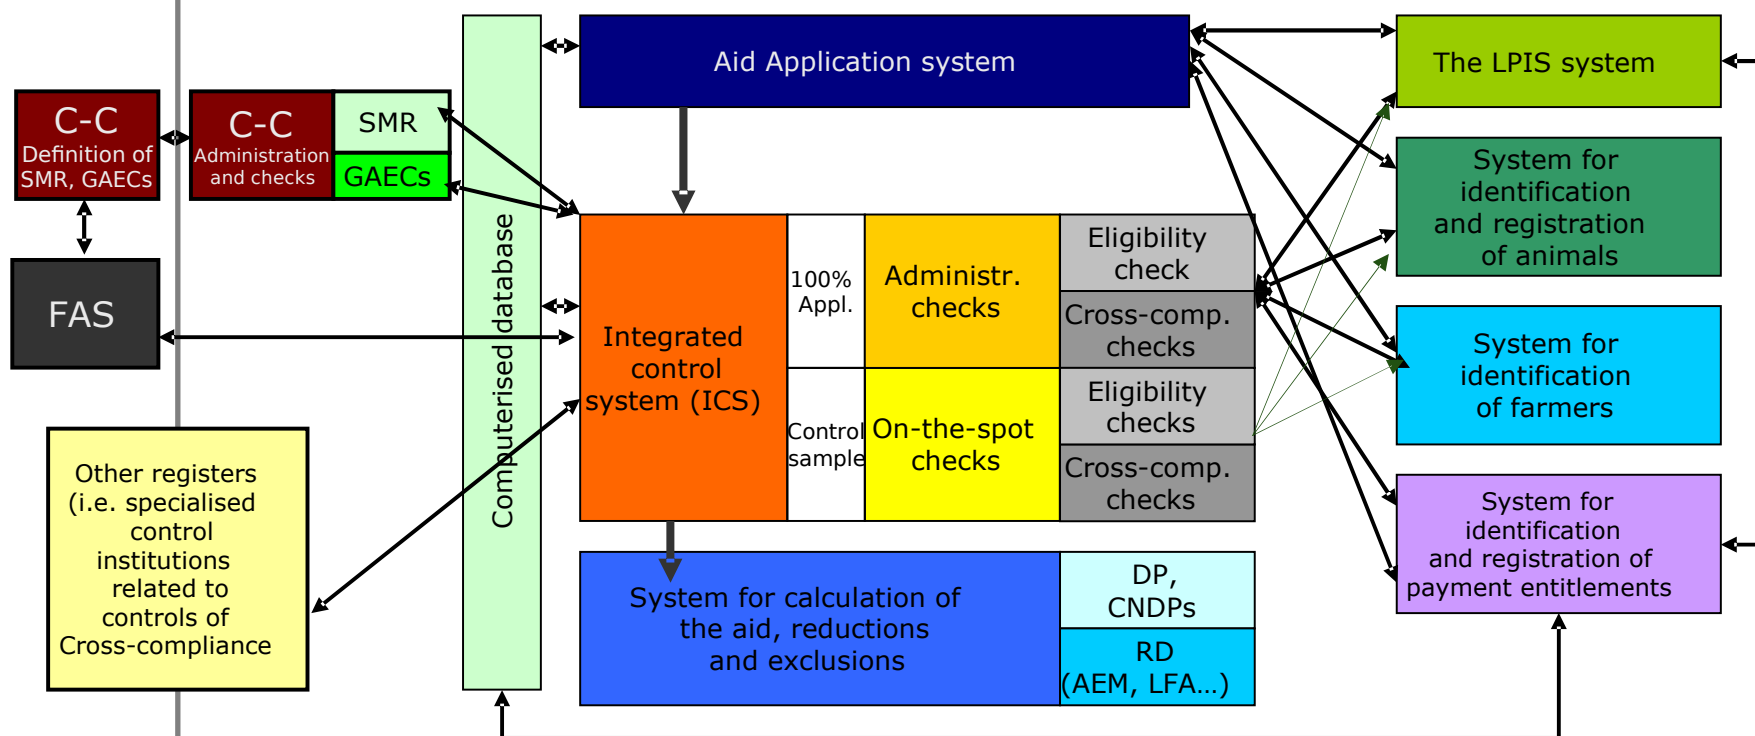 Aid Application system
The LPIS system
C-C
Definition of
SMR, GAECs
C-C
Administration
and checks
SMR
GAECs
System for
identification
and registration
of animals
FAS
Computerised database
Integrated
control
system (ICS)
100%
Appl.
Administr.
checks
Eligibility
check
Cross-comp.
checks
Control
sample
On-the-spot
checks
Eligibility
checks
Cross-comp.
checks
System for
identification
of farmers
Other registers
(i.e. specialised
control
institutions
related to
controls of
Cross-compliance
System for
identification
and registration of
payment entitlements
System for calculation of
the aid, reductions
and exclusions
DP,
CNDPs
RD
(AEM, LFA…)